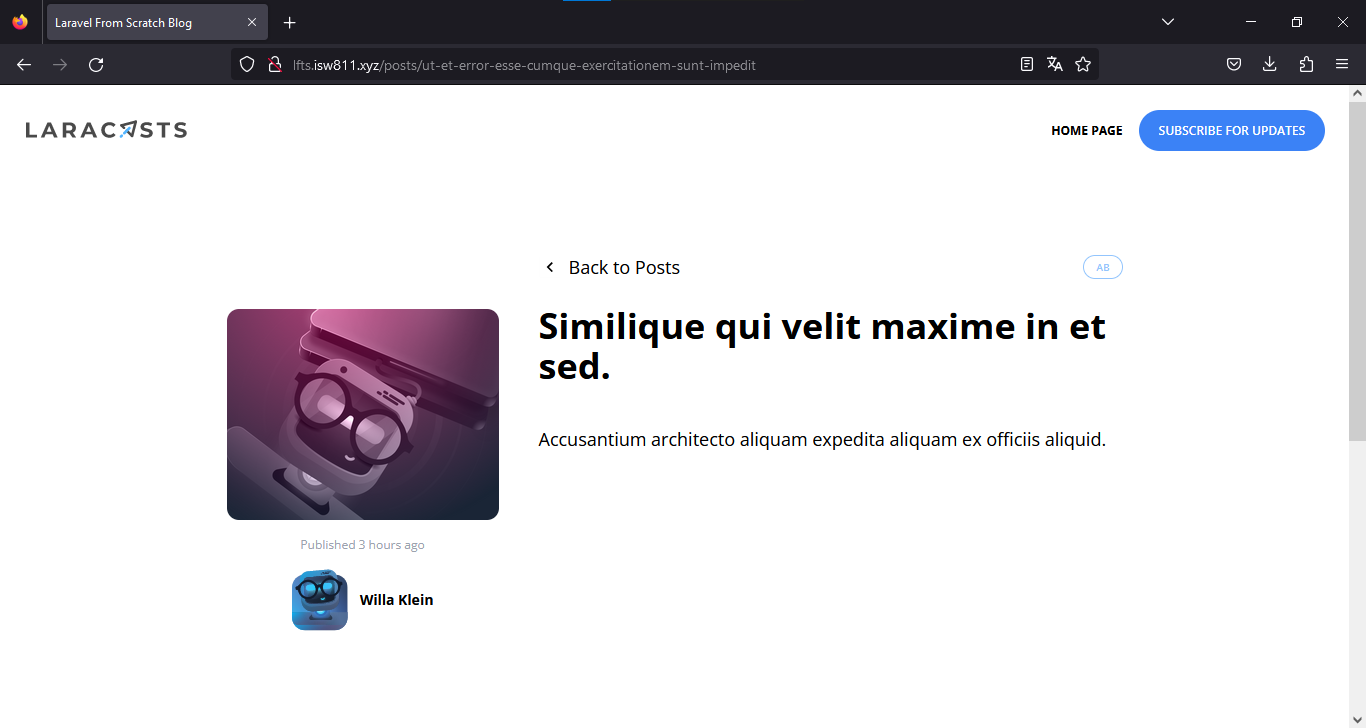 Laravel From Scratch Blog
lfts.isw811.xyz/posts/ut-et-error-esse-cumque-exercitationem-sunt-impedit
LARACASTS
HOME PAGE
SUBSCRIBE FOR UPDATES
Back to Posts
AB
Similique qui velit maxime in et
sed.
Accusantium architecto aliquam expedita aliquam ex officiis aliquid.
Published 3 hours ago
Willa Klein